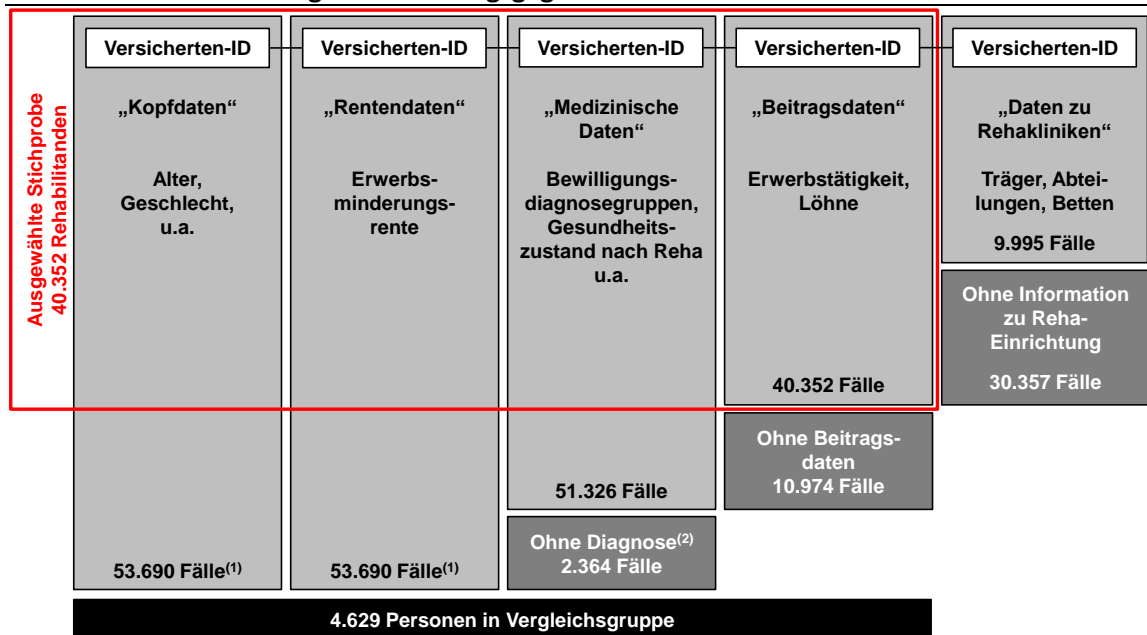 Versicherten-ID
Versicherten-ID
Versicherten-ID
Versicherten-ID
Versicherten-ID
Ausgewählte Stichprobe
40.352 Rehabilitanden
„Kopfdaten“
Alter,
Geschlecht,
u.a.
53.690 Fälle(1)
„Rentendaten“
Erwerbs-
minderungs-
rente
53.690 Fälle(1)
„Medizinische
Daten“
Bewilligungs-
diagnosegruppen,
Gesundheits-
zustand nach Reha
u.a.
51.326 Fälle
Ohne Diagnose(2)
2.364 Fälle
„Beitragsdaten“
Erwerbstätigkeit,
Löhne
40.352 Fälle
Ohne Beitrags-
daten
10.974 Fälle
„Daten zu
Rehakliniken“
Träger, Abtei-
lungen, Betten
9.995 Fälle
Ohne Information
zu Reha-
Einrichtung
30.357 Fälle
4.629 Personen in Vergleichsgruppe